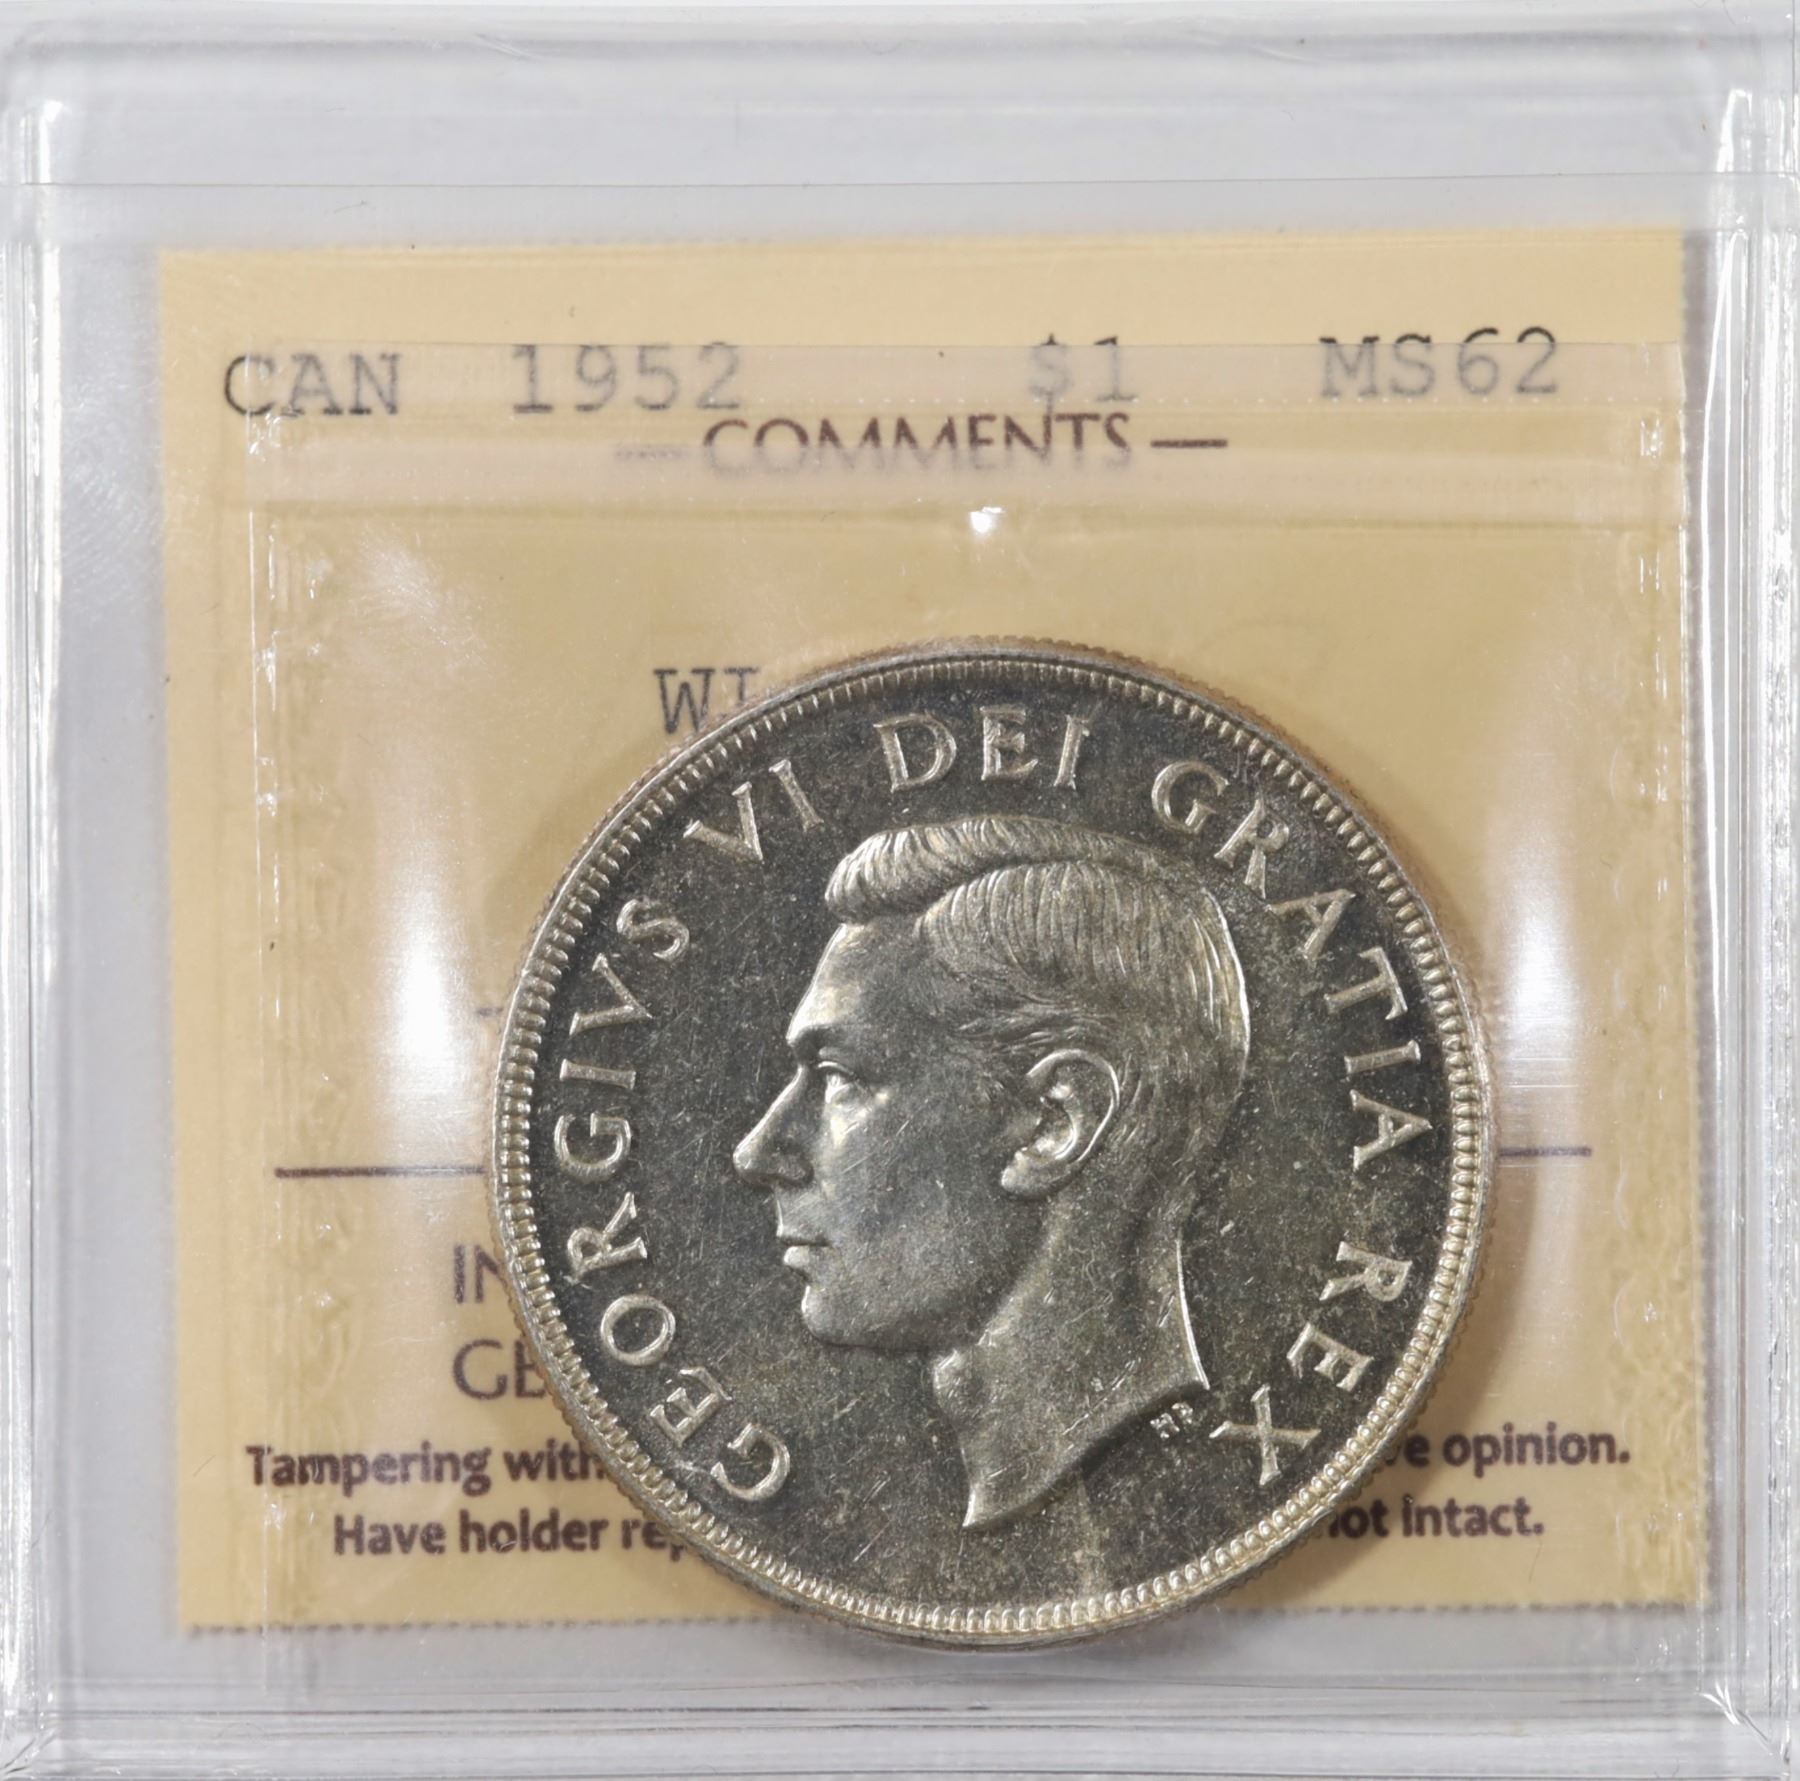 CAN 1952 $1 MS62
— COMMENTS —
WI
GEORGIVS VI DEI GRATIA REX
HP
IN
GE
Tampering with e opinion.
Have holder re not intact.